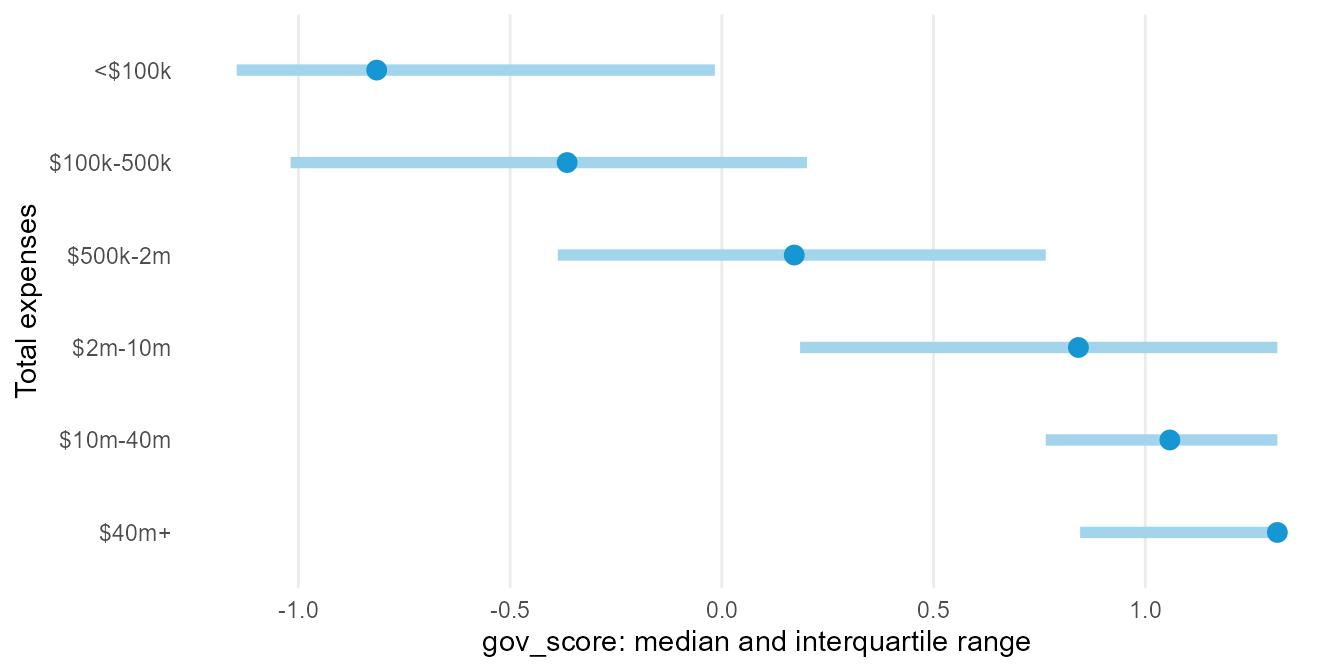 <$100k
$100k-500k
$500k-2m
$2m-10m
$10m-40m
$40m+
Total expenses
-1.0 -0.5 0.0 0.5 1.0
gov_score: median and interquartile range